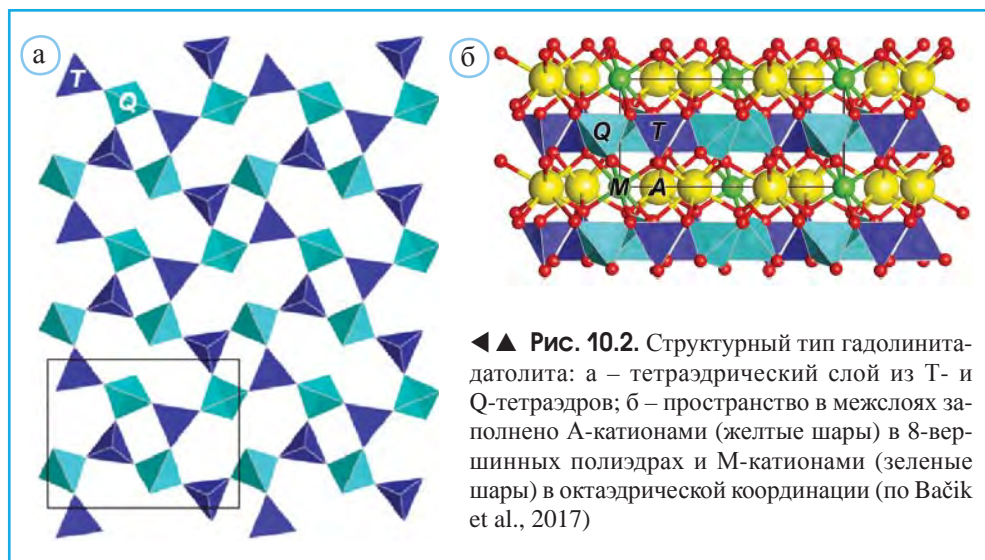 а
T
Q
б
Q
T
M
A
◄▲ Рис. 10.2. Структурный тип гадолинита-
датолита: а – тетраэдрический слой из Т- и
Q-тетраэдров; б – пространство в межслоях за-
полнено А-катионами (желтые шары) в 8-вер-
шинных полиэдрах и М-катионами (зеленые
шары) в октаэдрической координации (по Bačik
et al., 2017)